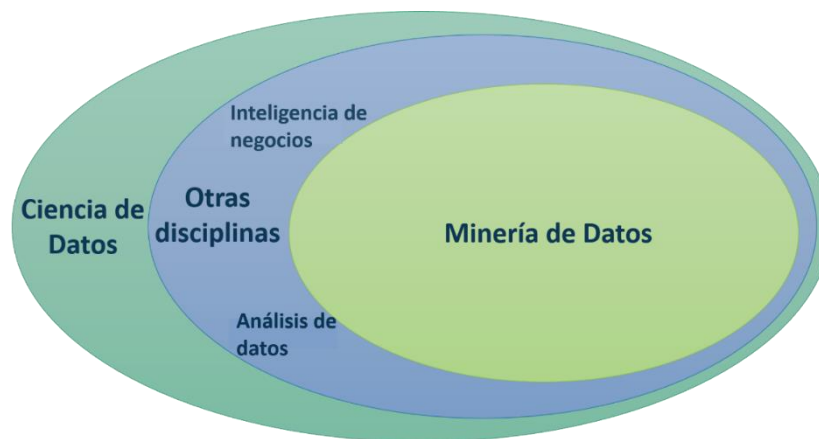 Inteligencia de
negocios
Ciencia de
Datos
Otras
disciplinas
Minería de Datos
Análisis de
datos